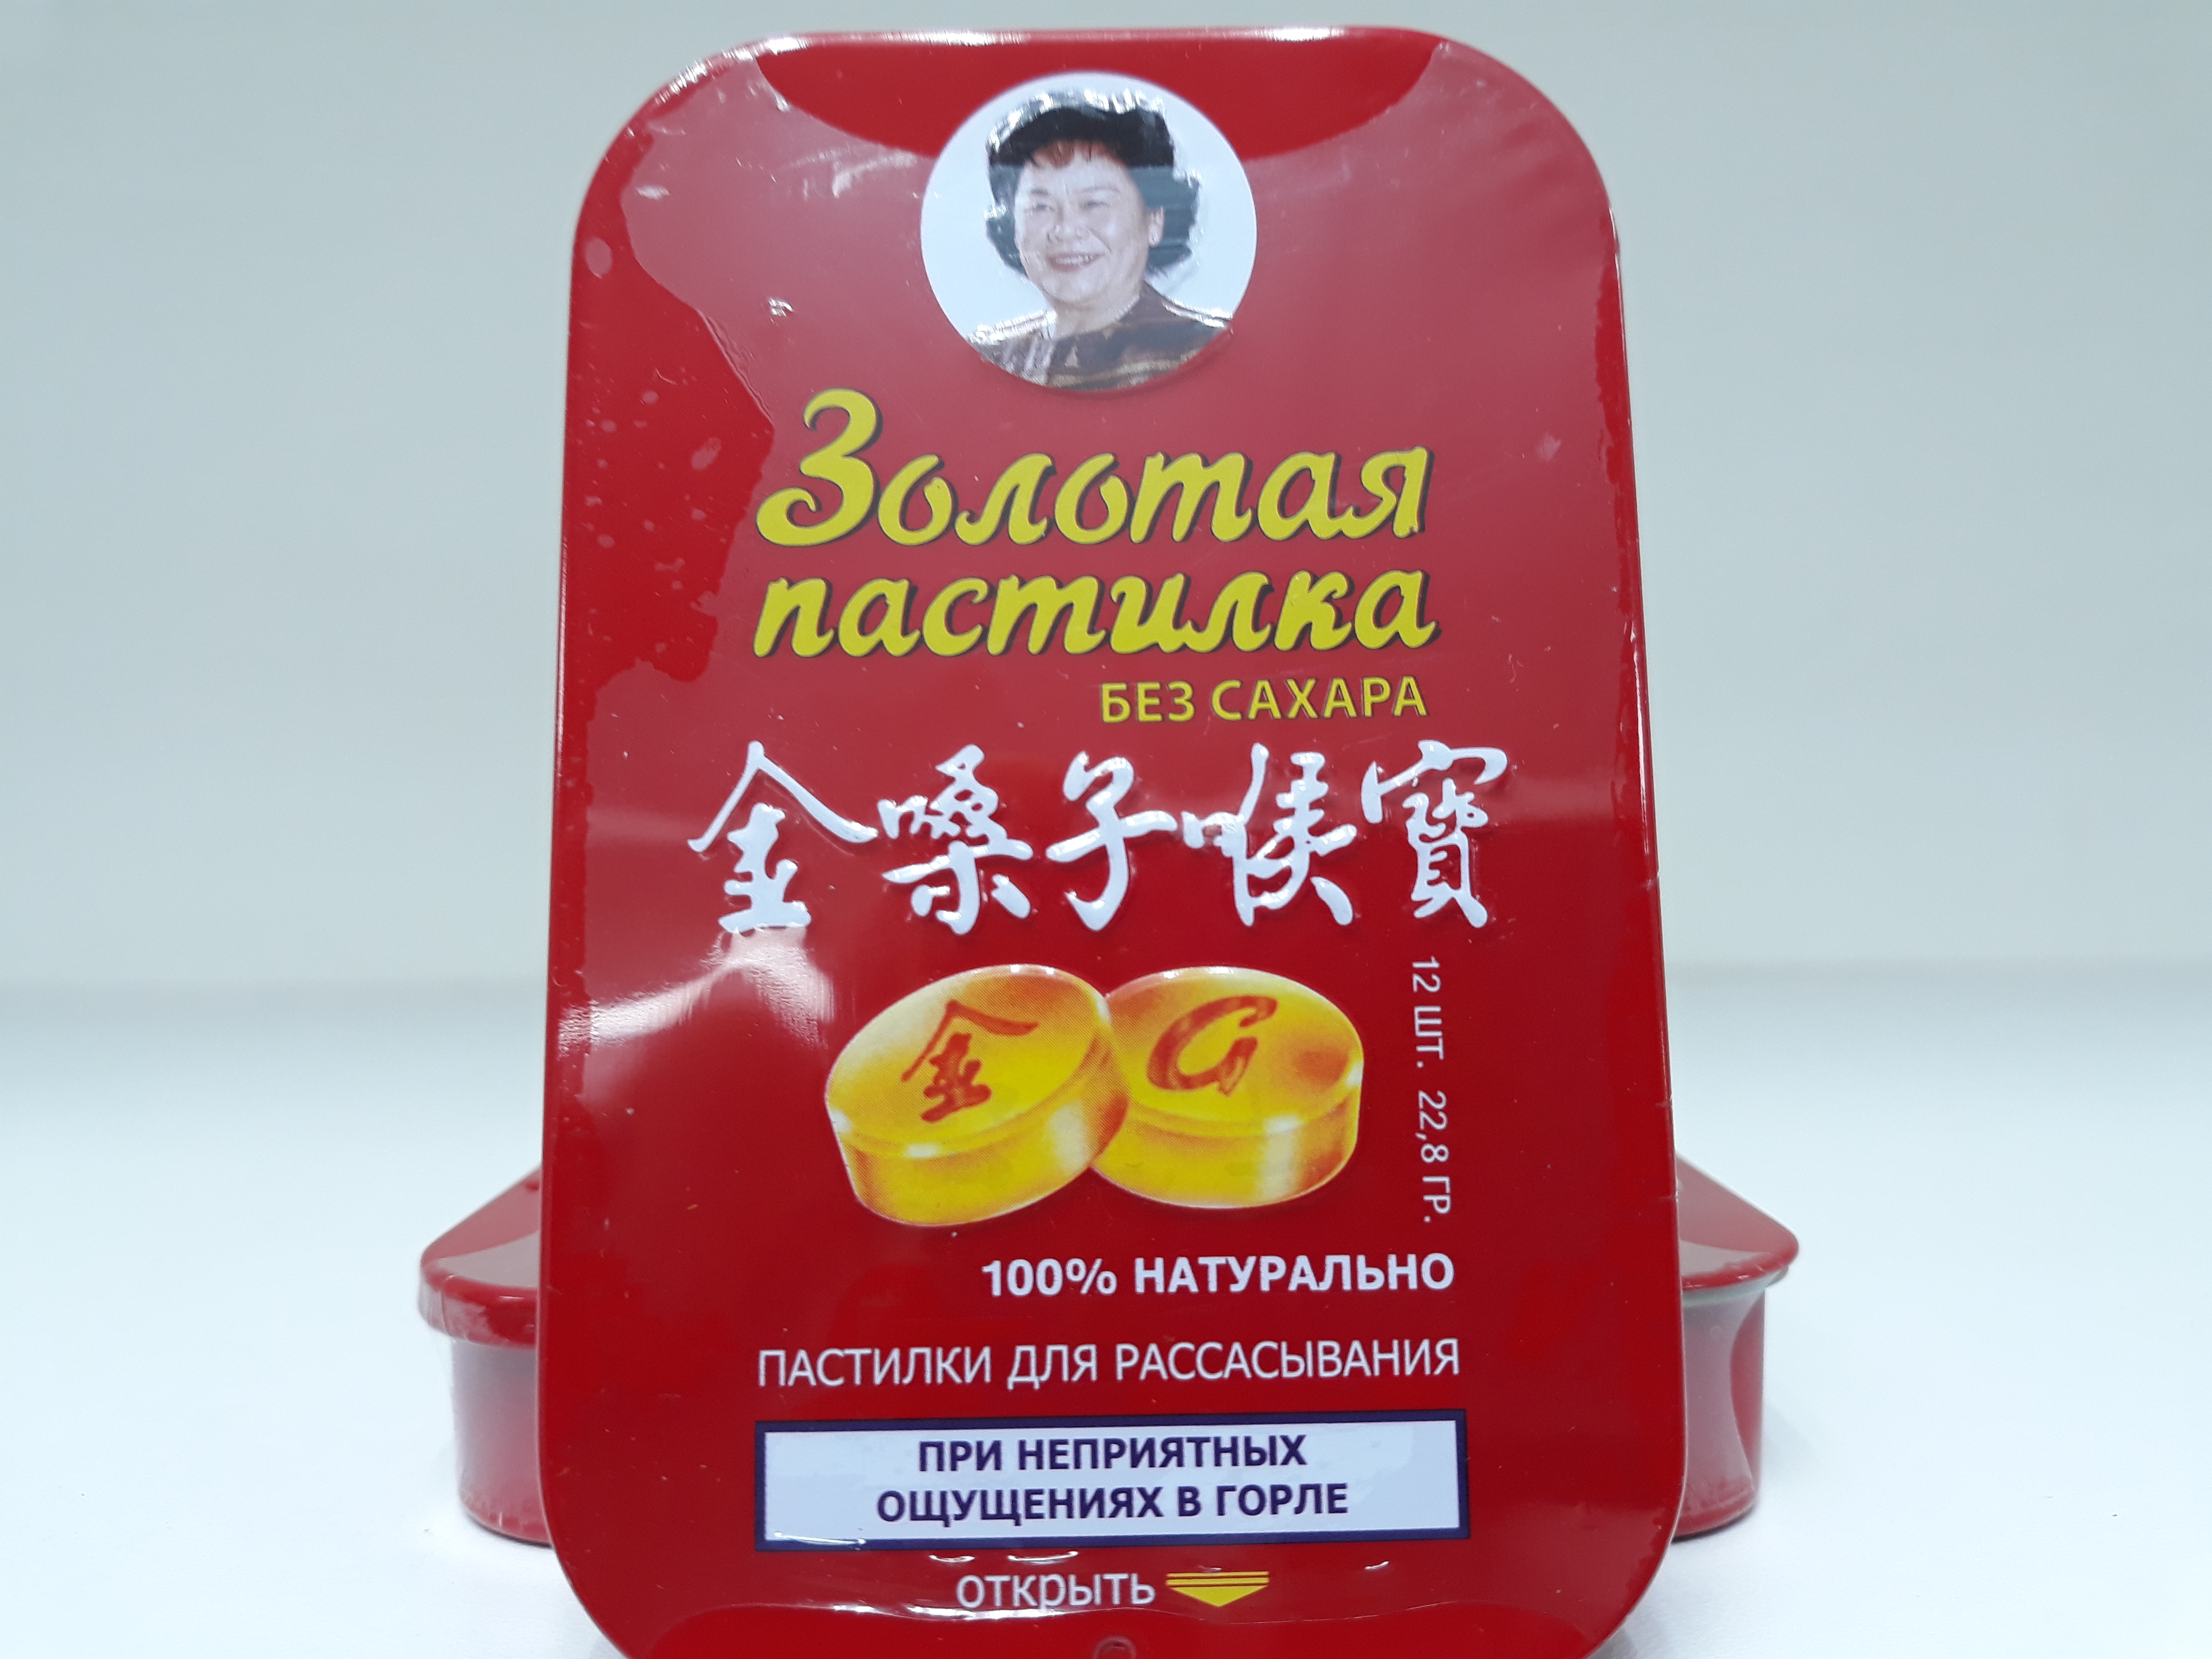 Золотая
пастилка
БЕЗ САХАРА
金嗓子喉寶
金 G
12 ШТ. 22,8 ГР.
100% НАТУРАЛЬНО
ПАСТИЛКИ ДЛЯ РАССАСЫВАНИЯ
ПРИ НЕПРИЯТНЫХ
ОЩУЩЕНИЯХ В ГОРЛЕ
открыть